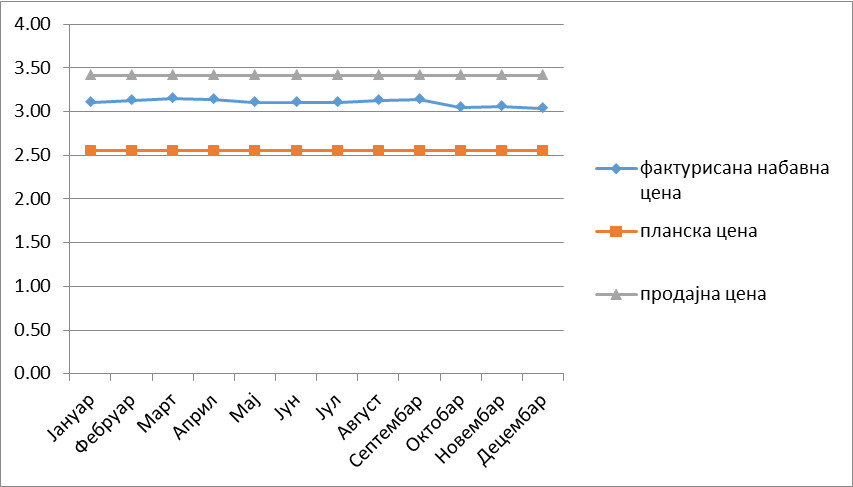 4.00
3.50
3.00
2.50
2.00
1.50
1.00
0.50
0.00
Јануар
Фебруар
Март
Април
Мај
Јун
Јул
Август
Септембар
Октобар
Новембар
Децембар
фактурисана набавна
цена
планска цена
продајна цена